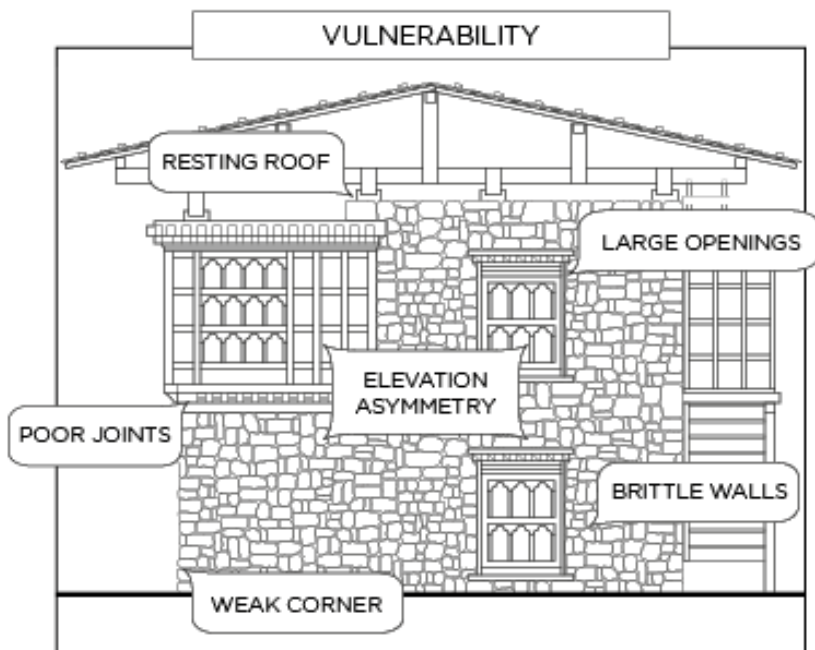 VULNERABILITY
RESTING ROOF
LARGE OPENINGS
ELEVATION
ASYMMETRY
POOR JOINTS
BRITTLE WALLS
WEAK CORNER